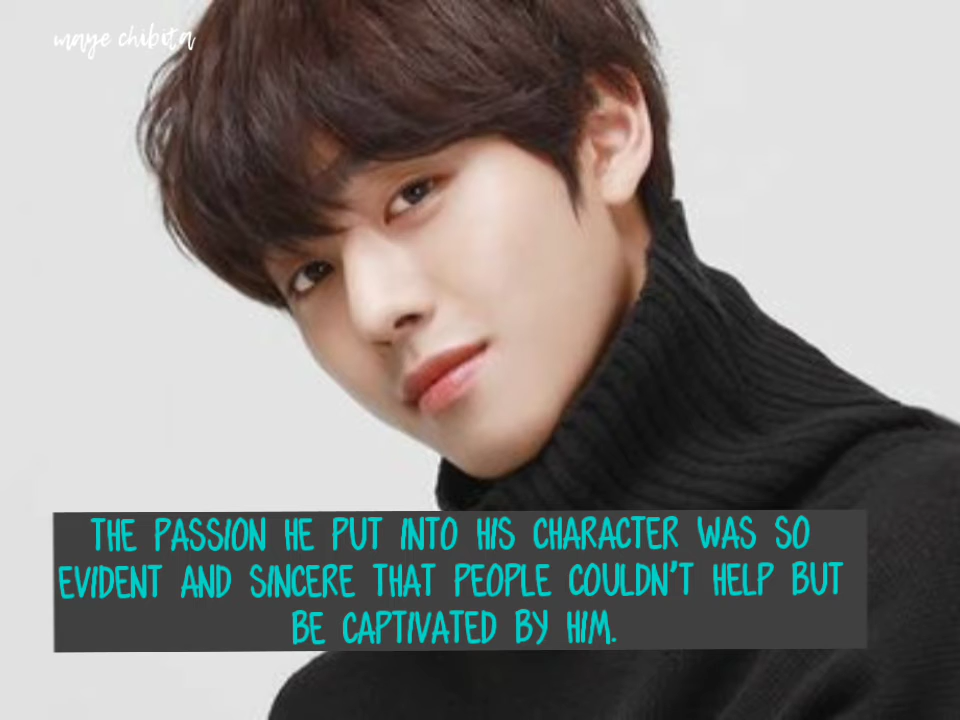 maye chibita
THE PASSION HE PUT INTO HIS CHARACTER WAS SO
EVIDENT AND SINCERE THAT PEOPLE COULDN'T HELP BUT
BE CAPTIVATED BY HIM.